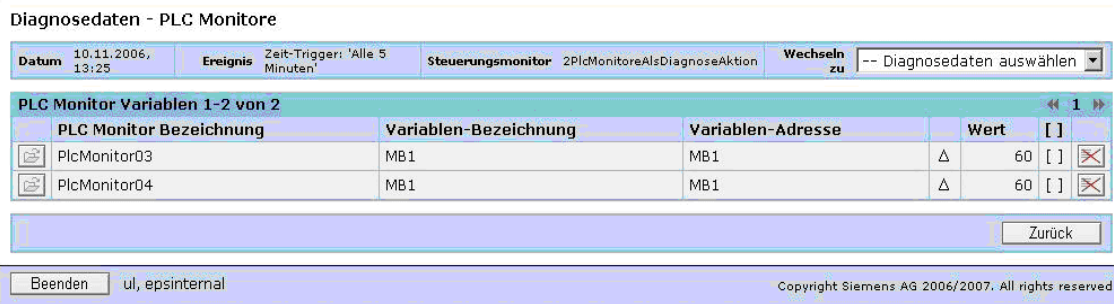 Diagnosedaten - PLC Monitore
Datum 10.11.2006, 13:25 Ereignis Zeit-Trigger: 'Alle 5 Minuten' Steuerungsmonitor 2PlcMonitoreAlsDiagnoseAktion Wechseln zu -- Diagnosedaten auswählen
PLC Monitor Variablen 1-2 von 2 1
PLC Monitor Bezeichnung Variablen-Bezeichnung Variablen-Adresse Wert [ ]
PlcMonitor03 MB1 MB1 Δ 60 [ ]
PlcMonitor04 MB1 MB1 Δ 60 [ ]
Zurück
Beenden ul, epsinternal Copyright Siemens AG 2006/2007. All rights reserved